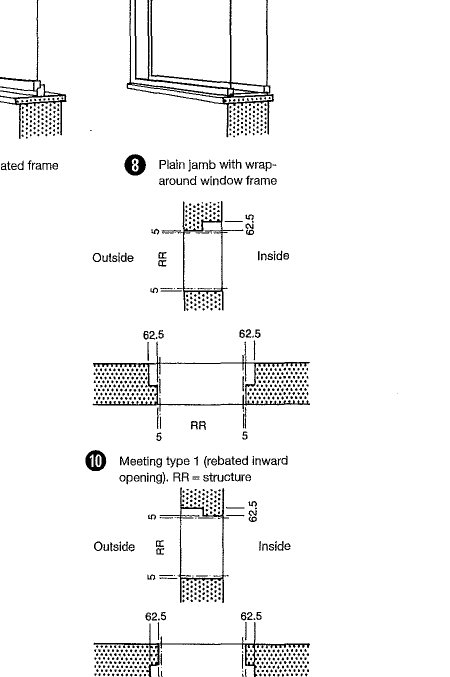 ated frame
8 Plain jamb with wrap-
around window frame
5
62.5
Outside
RR
Inside
5
62.5
62.5
RR
5
5
10 Meeting type 1 (rebated inward
opening). RR = structure
5
62.5
Outside
RR
Inside
5
62.5
62.5